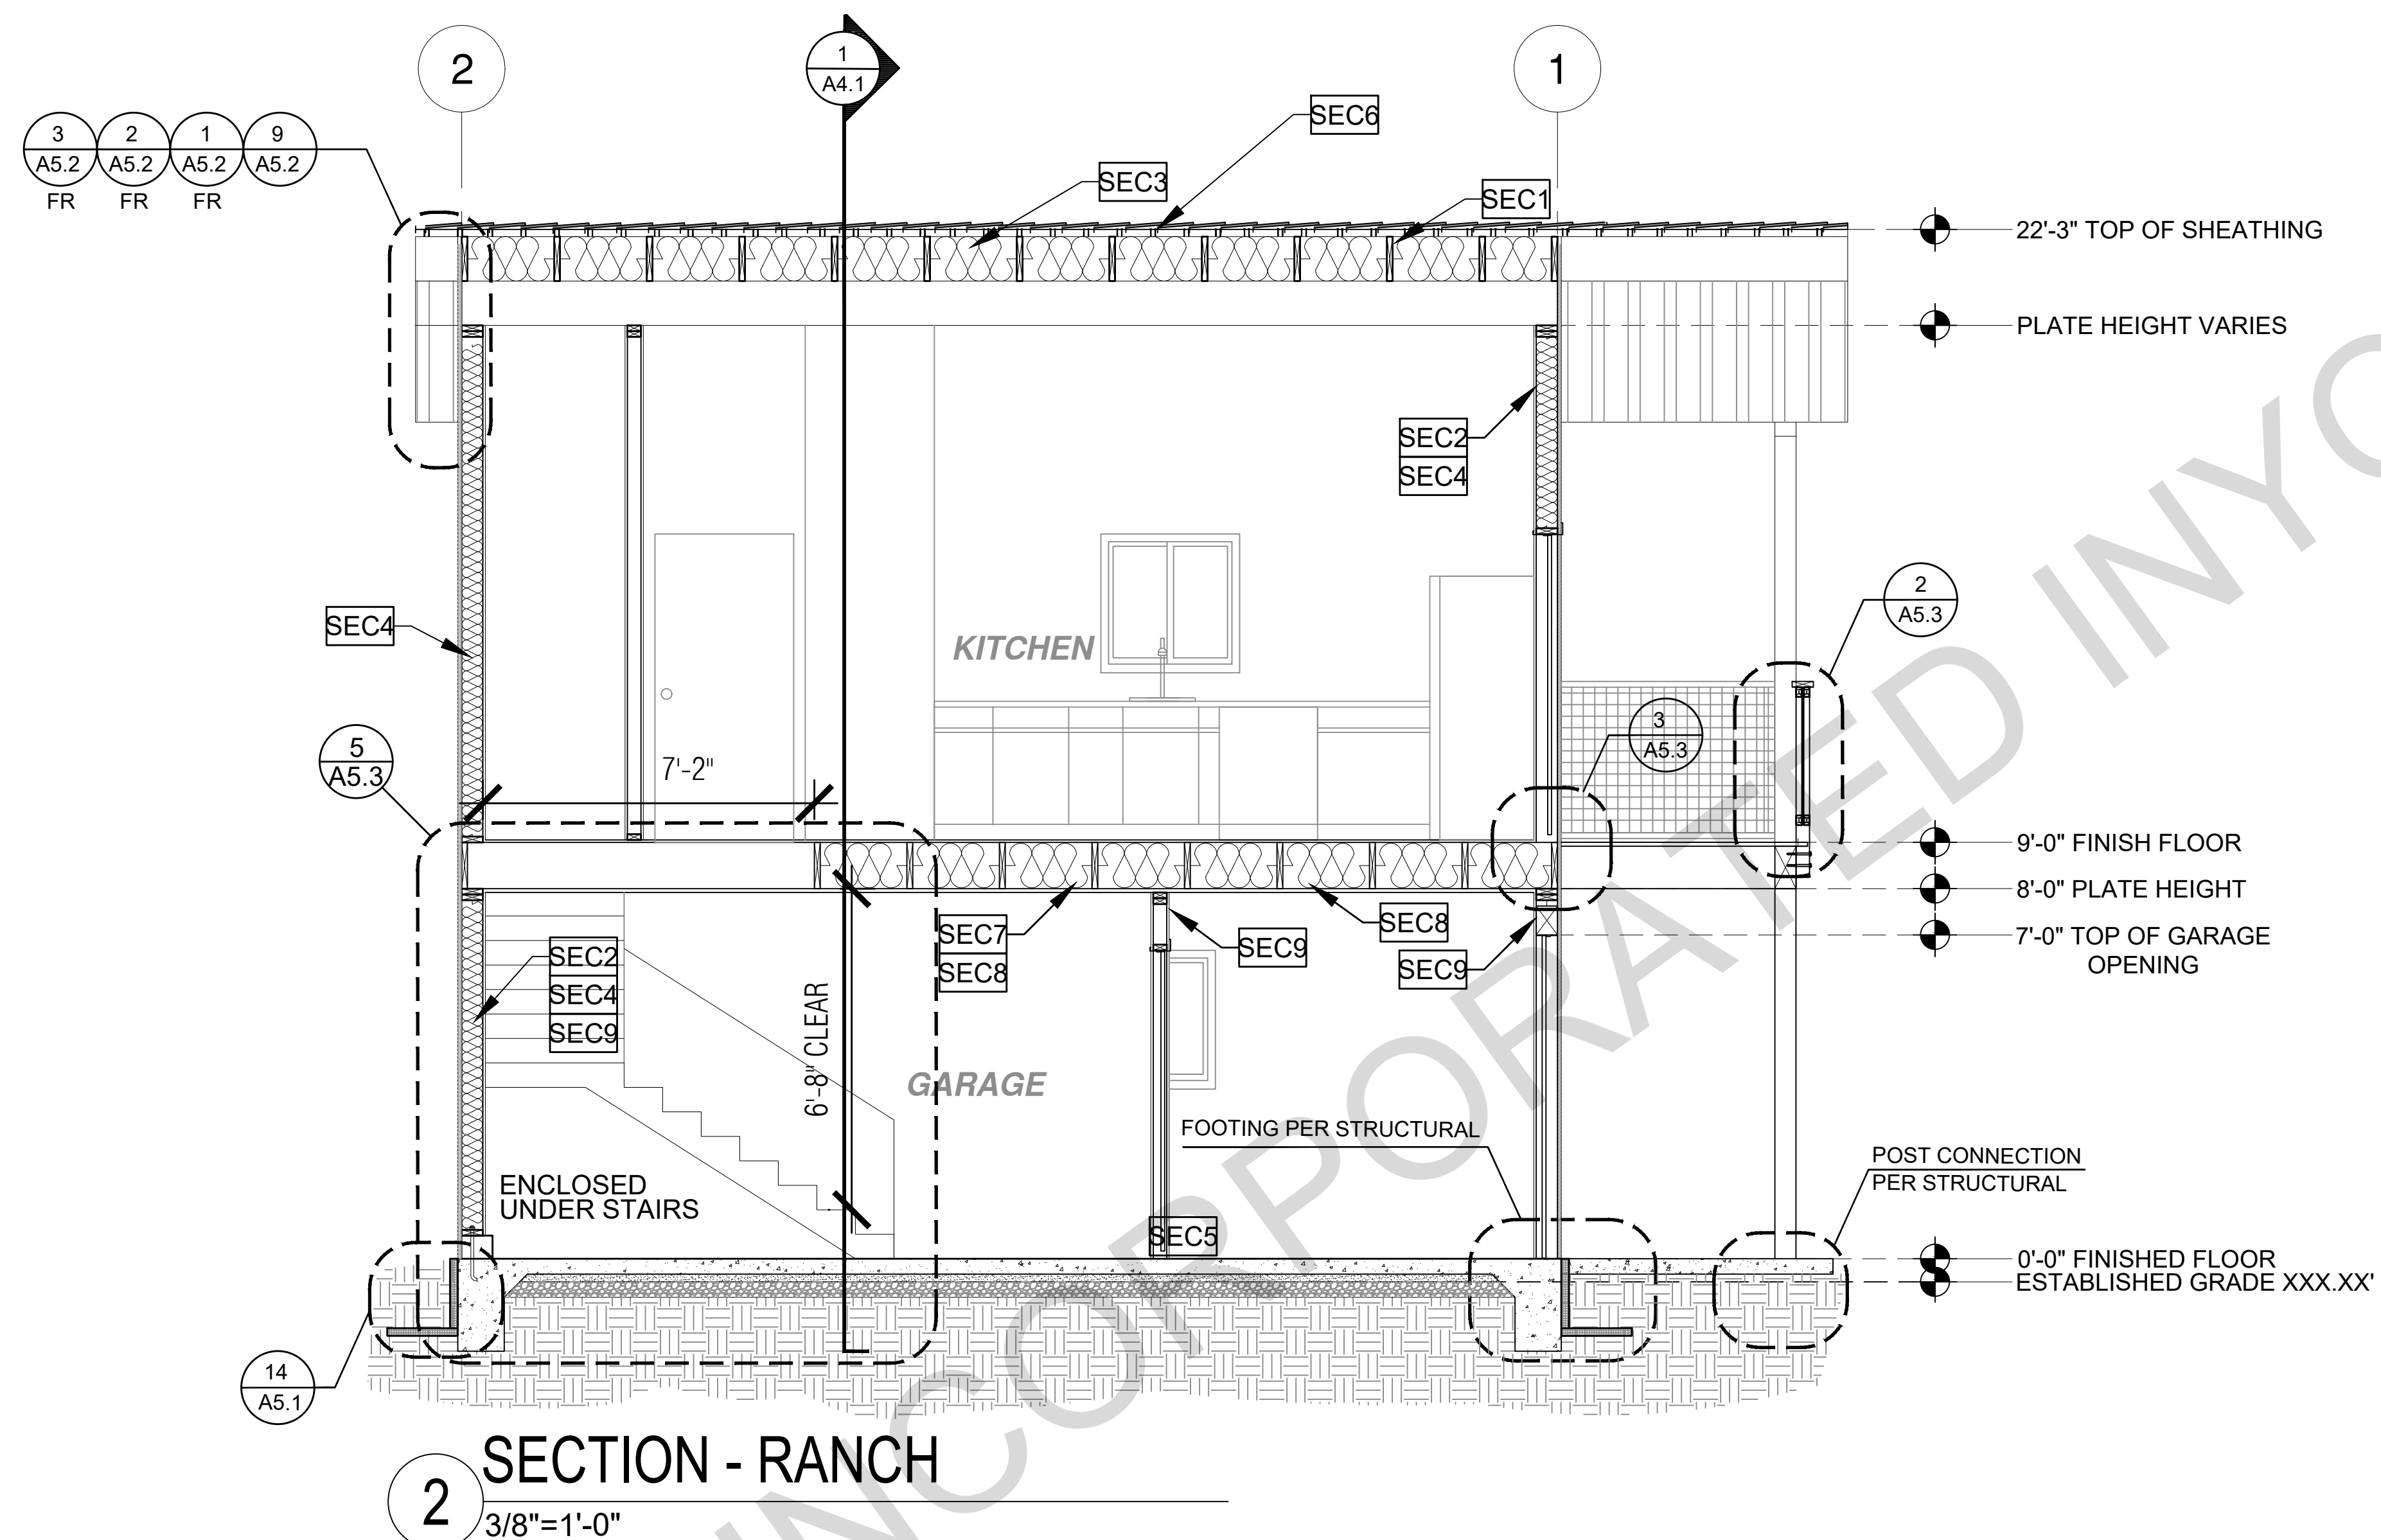 2
1
A4.1
1
3
A5.2
FR
2
A5.2
FR
1
A5.2
FR
9
A5.2
SEC6
SEC3
SEC1
22'-3" TOP OF SHEATHING
PLATE HEIGHT VARIES
SEC2
SEC4
SEC4
KITCHEN
2
A5.3
3
A5.3
5
A5.3
7'-2"
9'-0" FINISH FLOOR
8'-0" PLATE HEIGHT
7'-0" TOP OF GARAGE
OPENING
SEC7
SEC8
SEC9
SEC8
SEC9
SEC2
SEC4
SEC9
6'-8" CLEAR
GARAGE
FOOTING PER STRUCTURAL
POST CONNECTION
PER STRUCTURAL
ENCLOSED
UNDER STAIRS
SEC5
0'-0" FINISHED FLOOR
ESTABLISHED GRADE XXX.XX'
14
A5.1
2
SECTION - RANCH
3/8"=1'-0"
INCORPORATED INYO